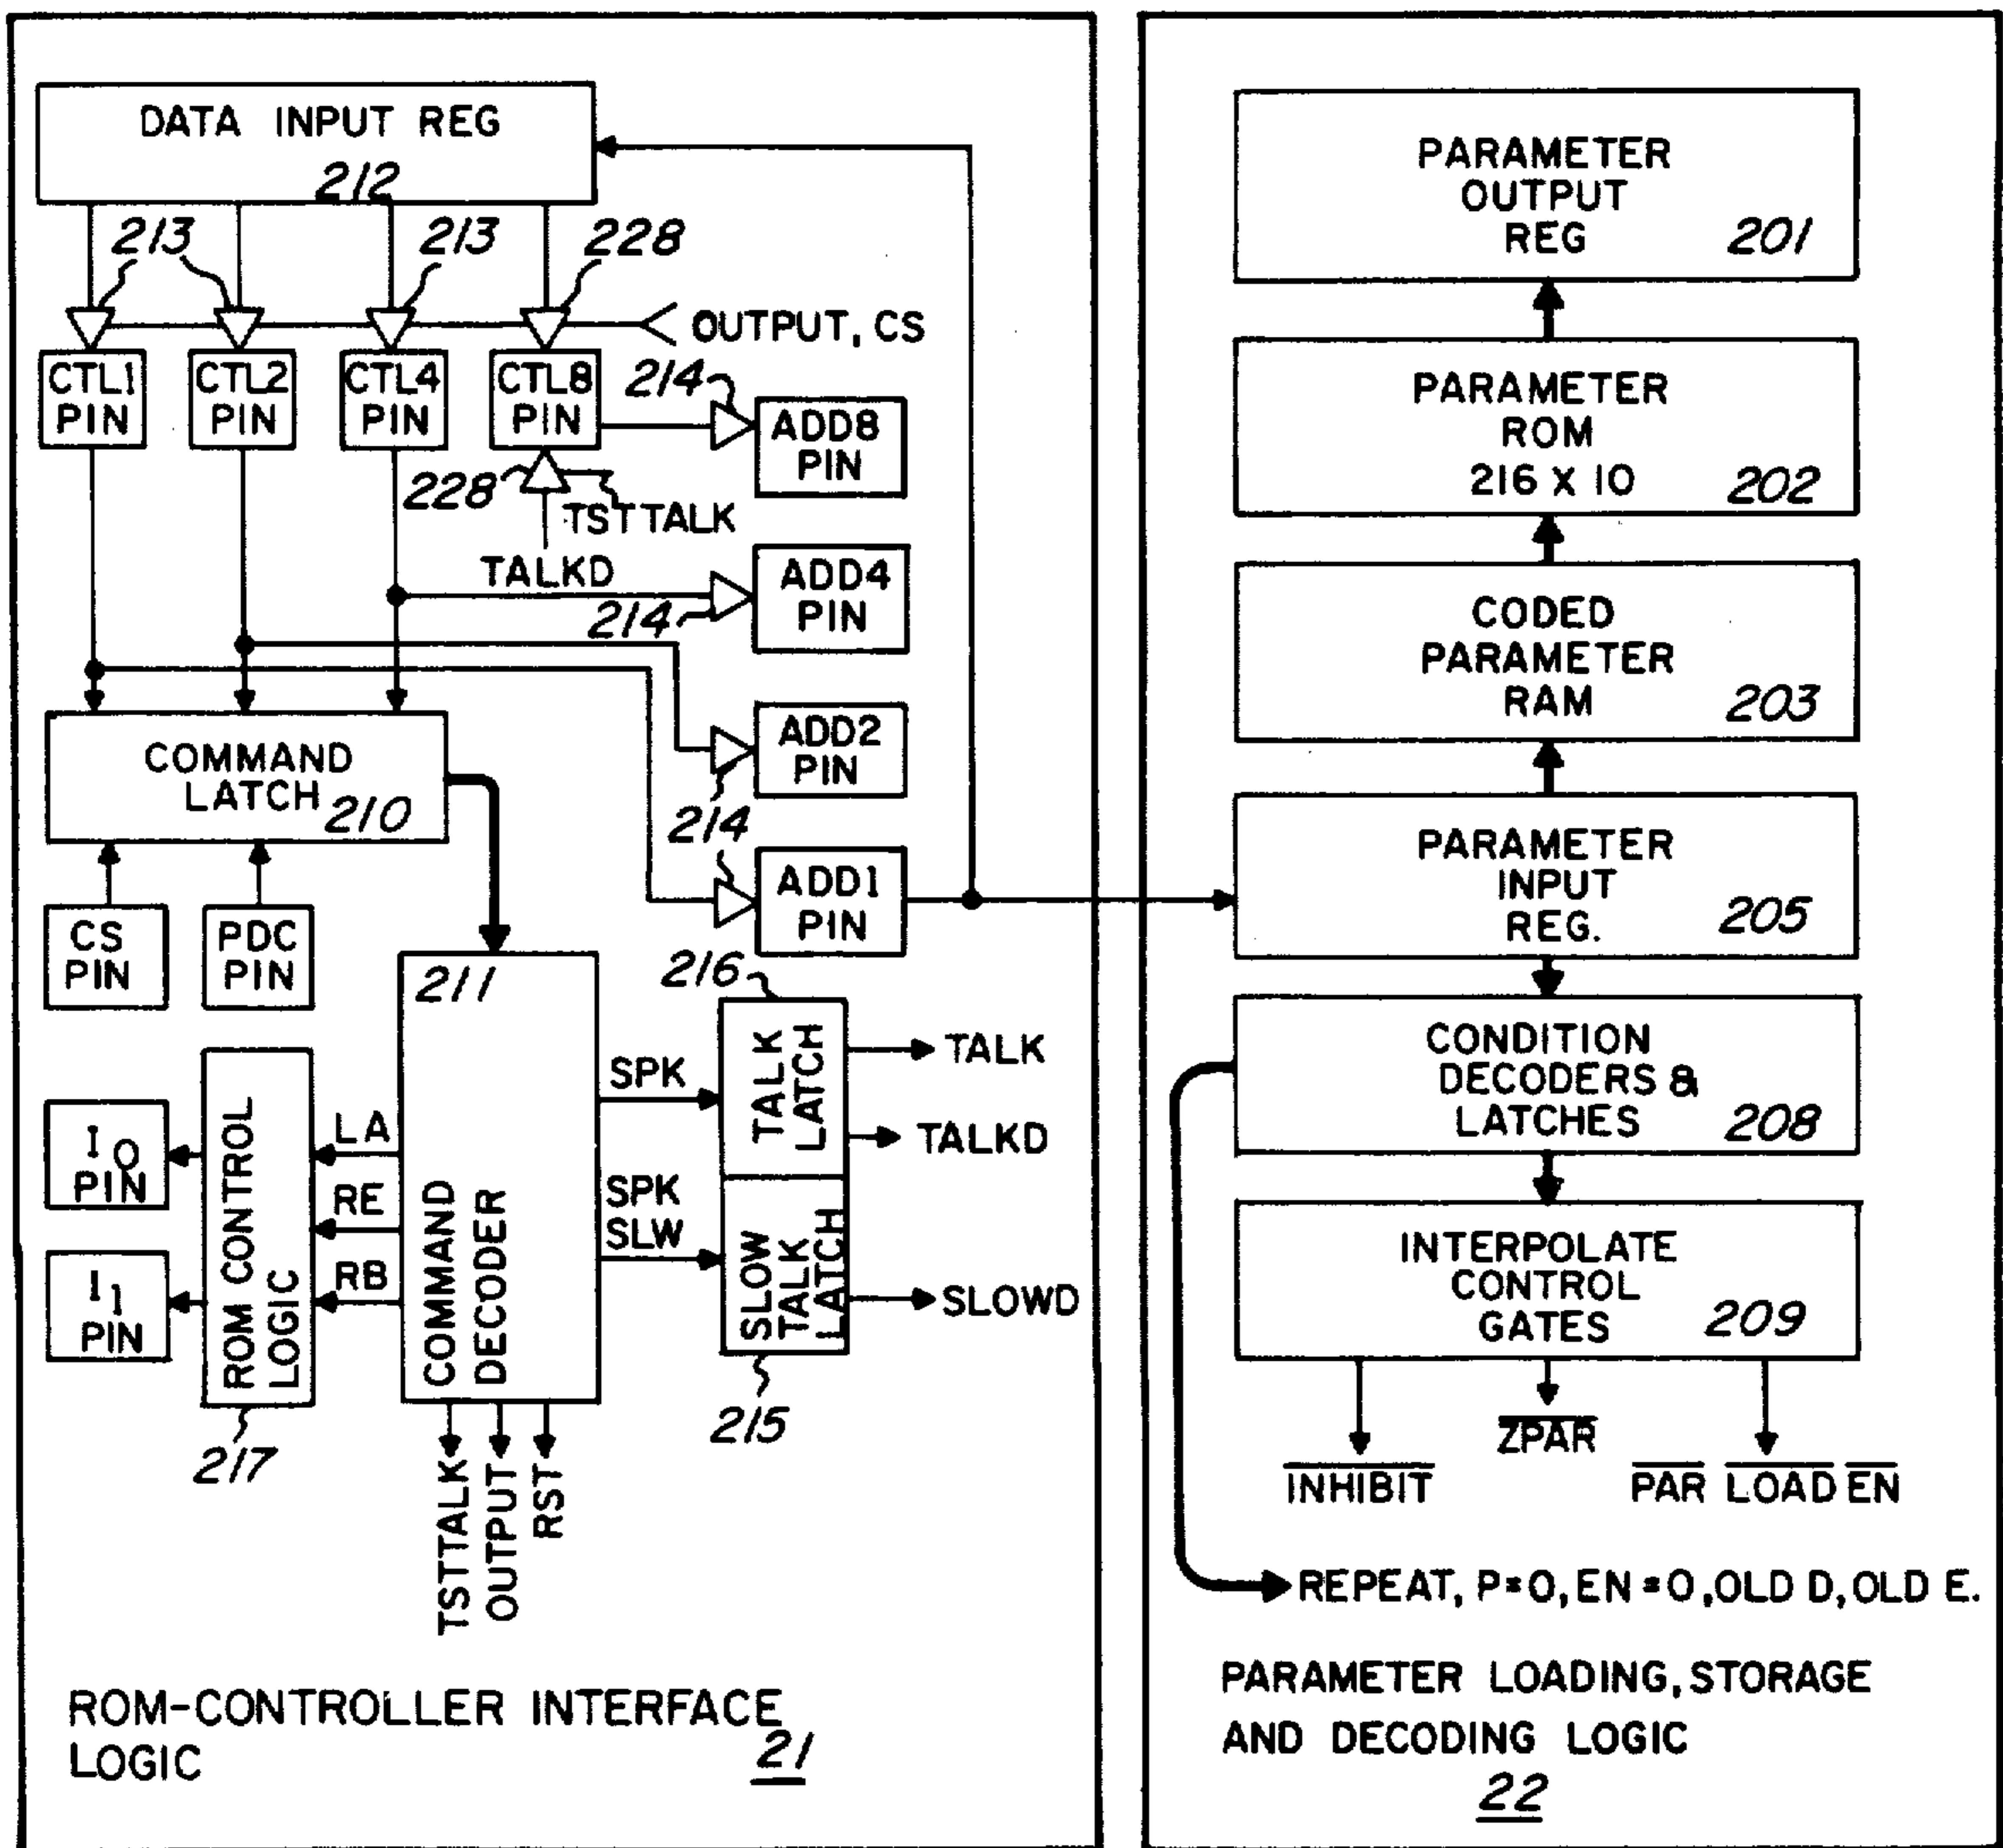 DATA INPUT REG
212
213
213
228
OUTPUT, CS
CTL1
PIN
CTL2
PIN
CTL4
PIN
CTL8
PIN
214
ADD8
PIN
228
TSTTALK
TALKD
ADD4
PIN
214
COMMAND
LATCH
210
ADD2
PIN
214
ADD1
PIN
CS
PIN
PDC
PIN
211
COMMAND
DECODER
216
TALK
LATCH
TALK
TALKD
SPK
SPK
SLW
SLOW
TALK
LATCH
SLOWD
215
I0
PIN
I1
PIN
ROM CONTROL
LOGIC
217
LA
RE
RB
TSTTALK
OUTPUT
RST
ROM-CONTROLLER INTERFACE
LOGIC
21
PARAMETER
OUTPUT
REG
201
PARAMETER
ROM
216 X 10
202
CODED
PARAMETER
RAM
203
PARAMETER
INPUT
REG.
205
CONDITION
DECODERS &
LATCHES
208
INTERPOLATE
CONTROL
GATES
209
INHIBIT
ZPAR
PAR LOAD EN
REPEAT, P=0, EN=0, OLD D, OLD E.
PARAMETER LOADING, STORAGE
AND DECODING LOGIC
22